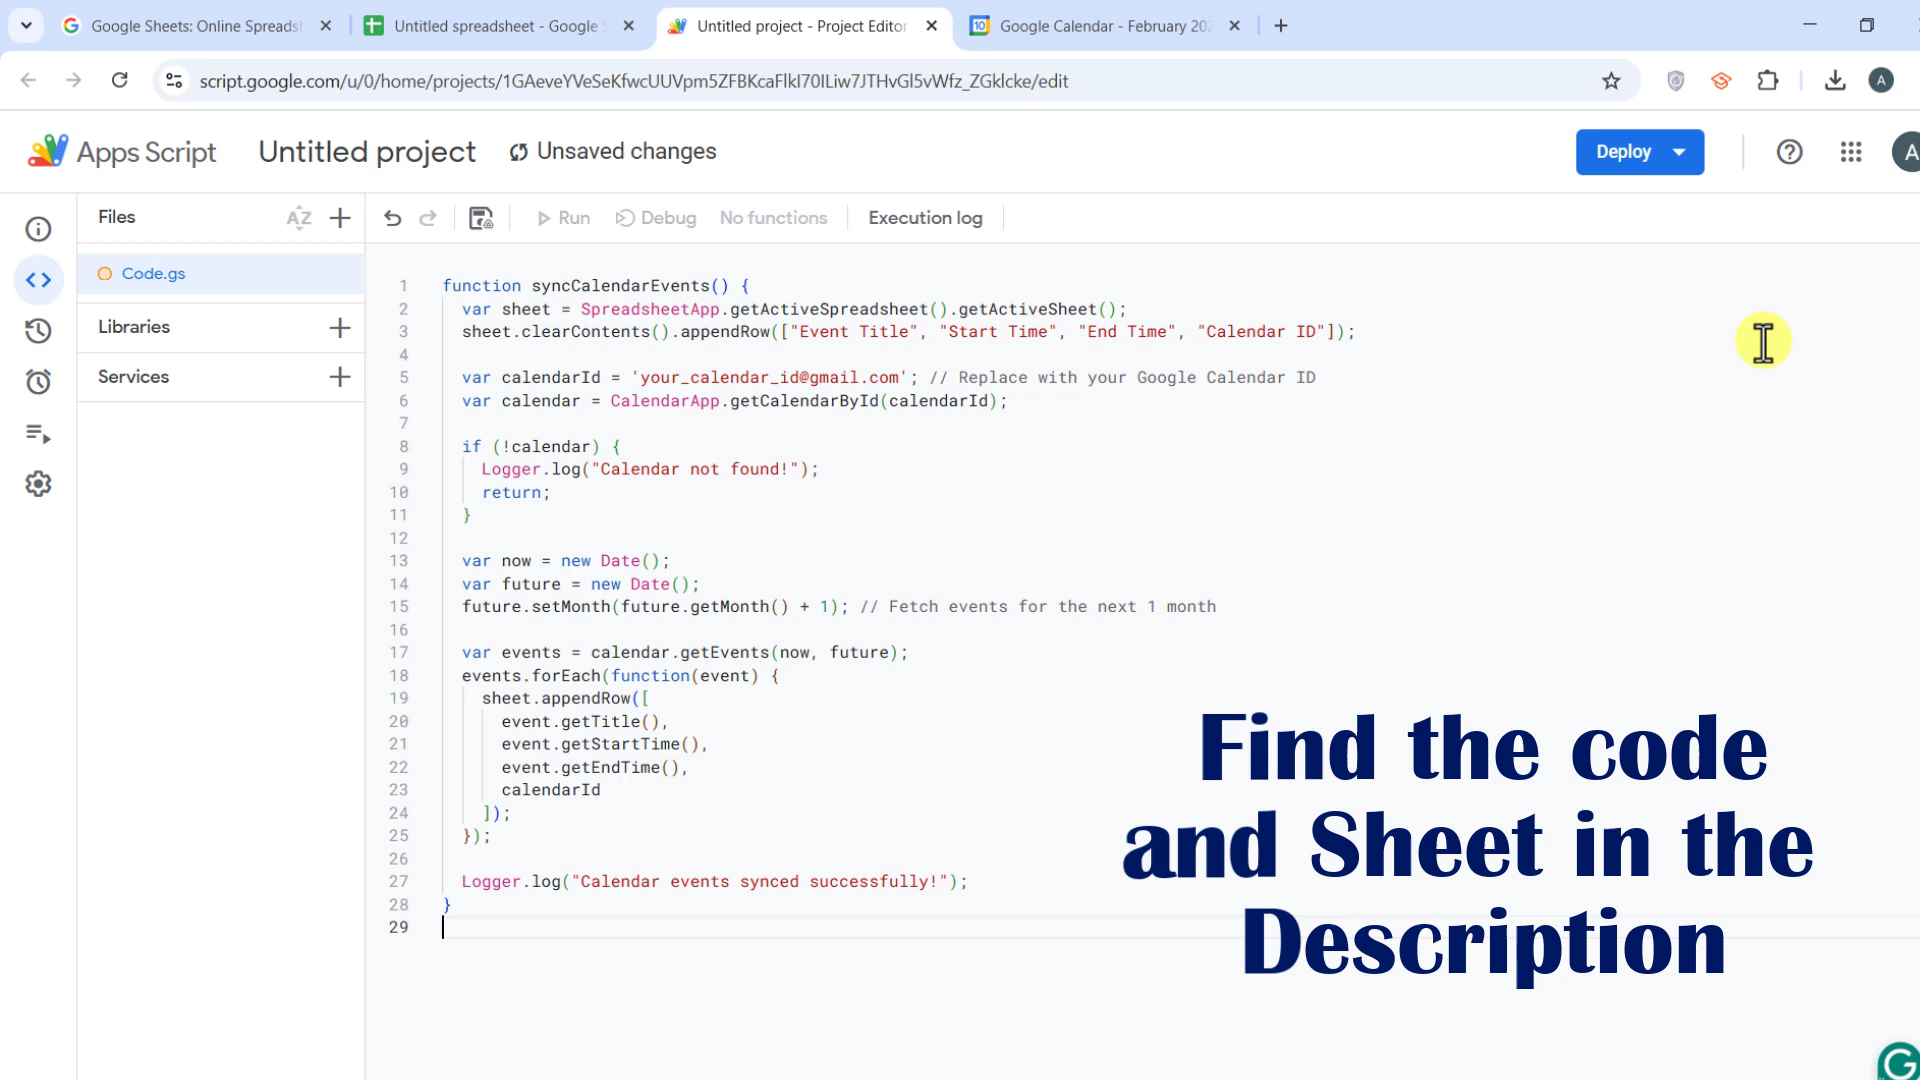 Google Sheets: Online Spreads
Untitled spreadsheet - Google S
Untitled project - Project Editor
Google Calendar - February 202
script.google.com/u/0/home/projects/1GAeveYVeSeKfwcUUVpm5ZFBKcaFlkI70ILiw7JTHvGl5vWfz_ZGklcke/edit
A
Apps Script
Untitled project
Unsaved changes
Deploy
A
Files
AZ
Run
Debug
No functions
Execution log
Code.gs
Libraries
Services
1 function syncCalendarEvents() {
2 var sheet = SpreadsheetApp.getActiveSpreadsheet().getActiveSheet();
3 sheet.clearContents().appendRow(["Event Title", "Start Time", "End Time", "Calendar ID"]);
4
5 var calendarId = 'your_calendar_id@gmail.com'; // Replace with your Google Calendar ID
6 var calendar = CalendarApp.getCalendarById(calendarId);
7
8 if (!calendar) {
9 Logger.log("Calendar not found!");
10 return;
11 }
12
13 var now = new Date();
14 var future = new Date();
15 future.setMonth(future.getMonth() + 1); // Fetch events for the next 1 month
16
17 var events = calendar.getEvents(now, future);
18 events.forEach(function(event) {
19 sheet.appendRow([
20 event.getTitle(),
21 event.getStartTime(),
22 event.getEndTime(),
23 calendarId
24 ]);
25 });
26
27 Logger.log("Calendar events synced successfully!");
28 }
29
Find the code
and Sheet in the
Description